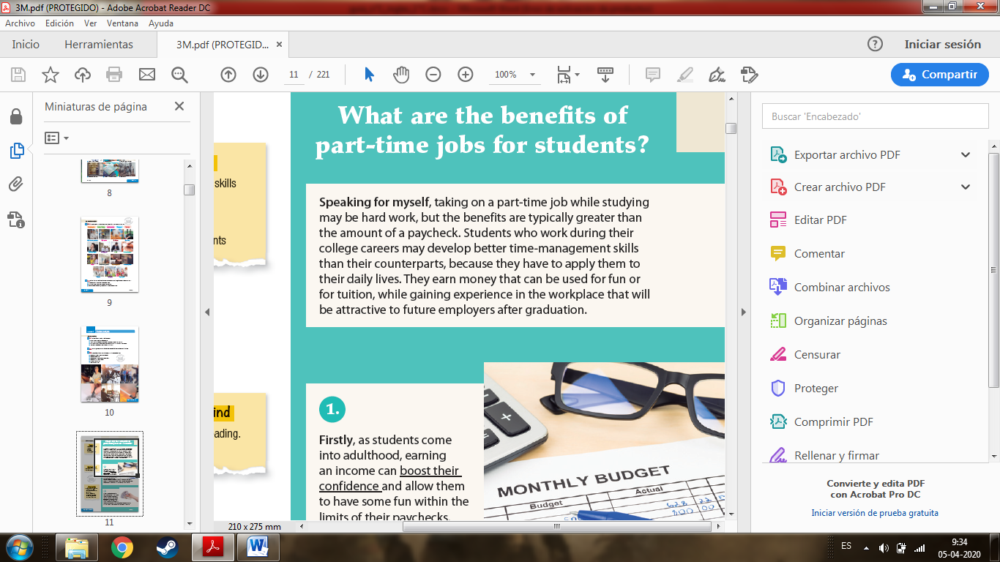 3M.pdf (PROTEGIDO) - Adobe Acrobat Reader DC
Archivo Edición Ver Ventana Ayuda
Inicio Herramientas 3M.pdf (PROTEGID... × ? Iniciar sesión
11 / 221 100% Compartir
Miniaturas de página
8
9
10
11
skills
nts
ind
ading.
What are the benefits of
part-time jobs for students?
Speaking for myself, taking on a part-time job while studying
may be hard work, but the benefits are typically greater than
the amount of a paycheck. Students who work during their
college careers may develop better time-management skills
than their counterparts, because they have to apply them to
their daily lives. They earn money that can be used for fun or
for tuition, while gaining experience in the workplace that will
be attractive to future employers after graduation.
1.
Firstly, as students come
into adulthood, earning
an income can boost their
confidence and allow them
to have some fun within the
limits of their paychecks.
MONTHLY BUDGET
Budget Actual
210 x 275 mm
Buscar 'Encabezado'
Exportar archivo PDF
Crear archivo PDF
Editar PDF
Comentar
Combinar archivos
Organizar páginas
Censurar
Proteger
Comprimir PDF
Rellenar y firmar
Convierte y edita PDF
con Acrobat Pro DC
Iniciar versión de prueba gratuita
ES 9:34
05-04-2020